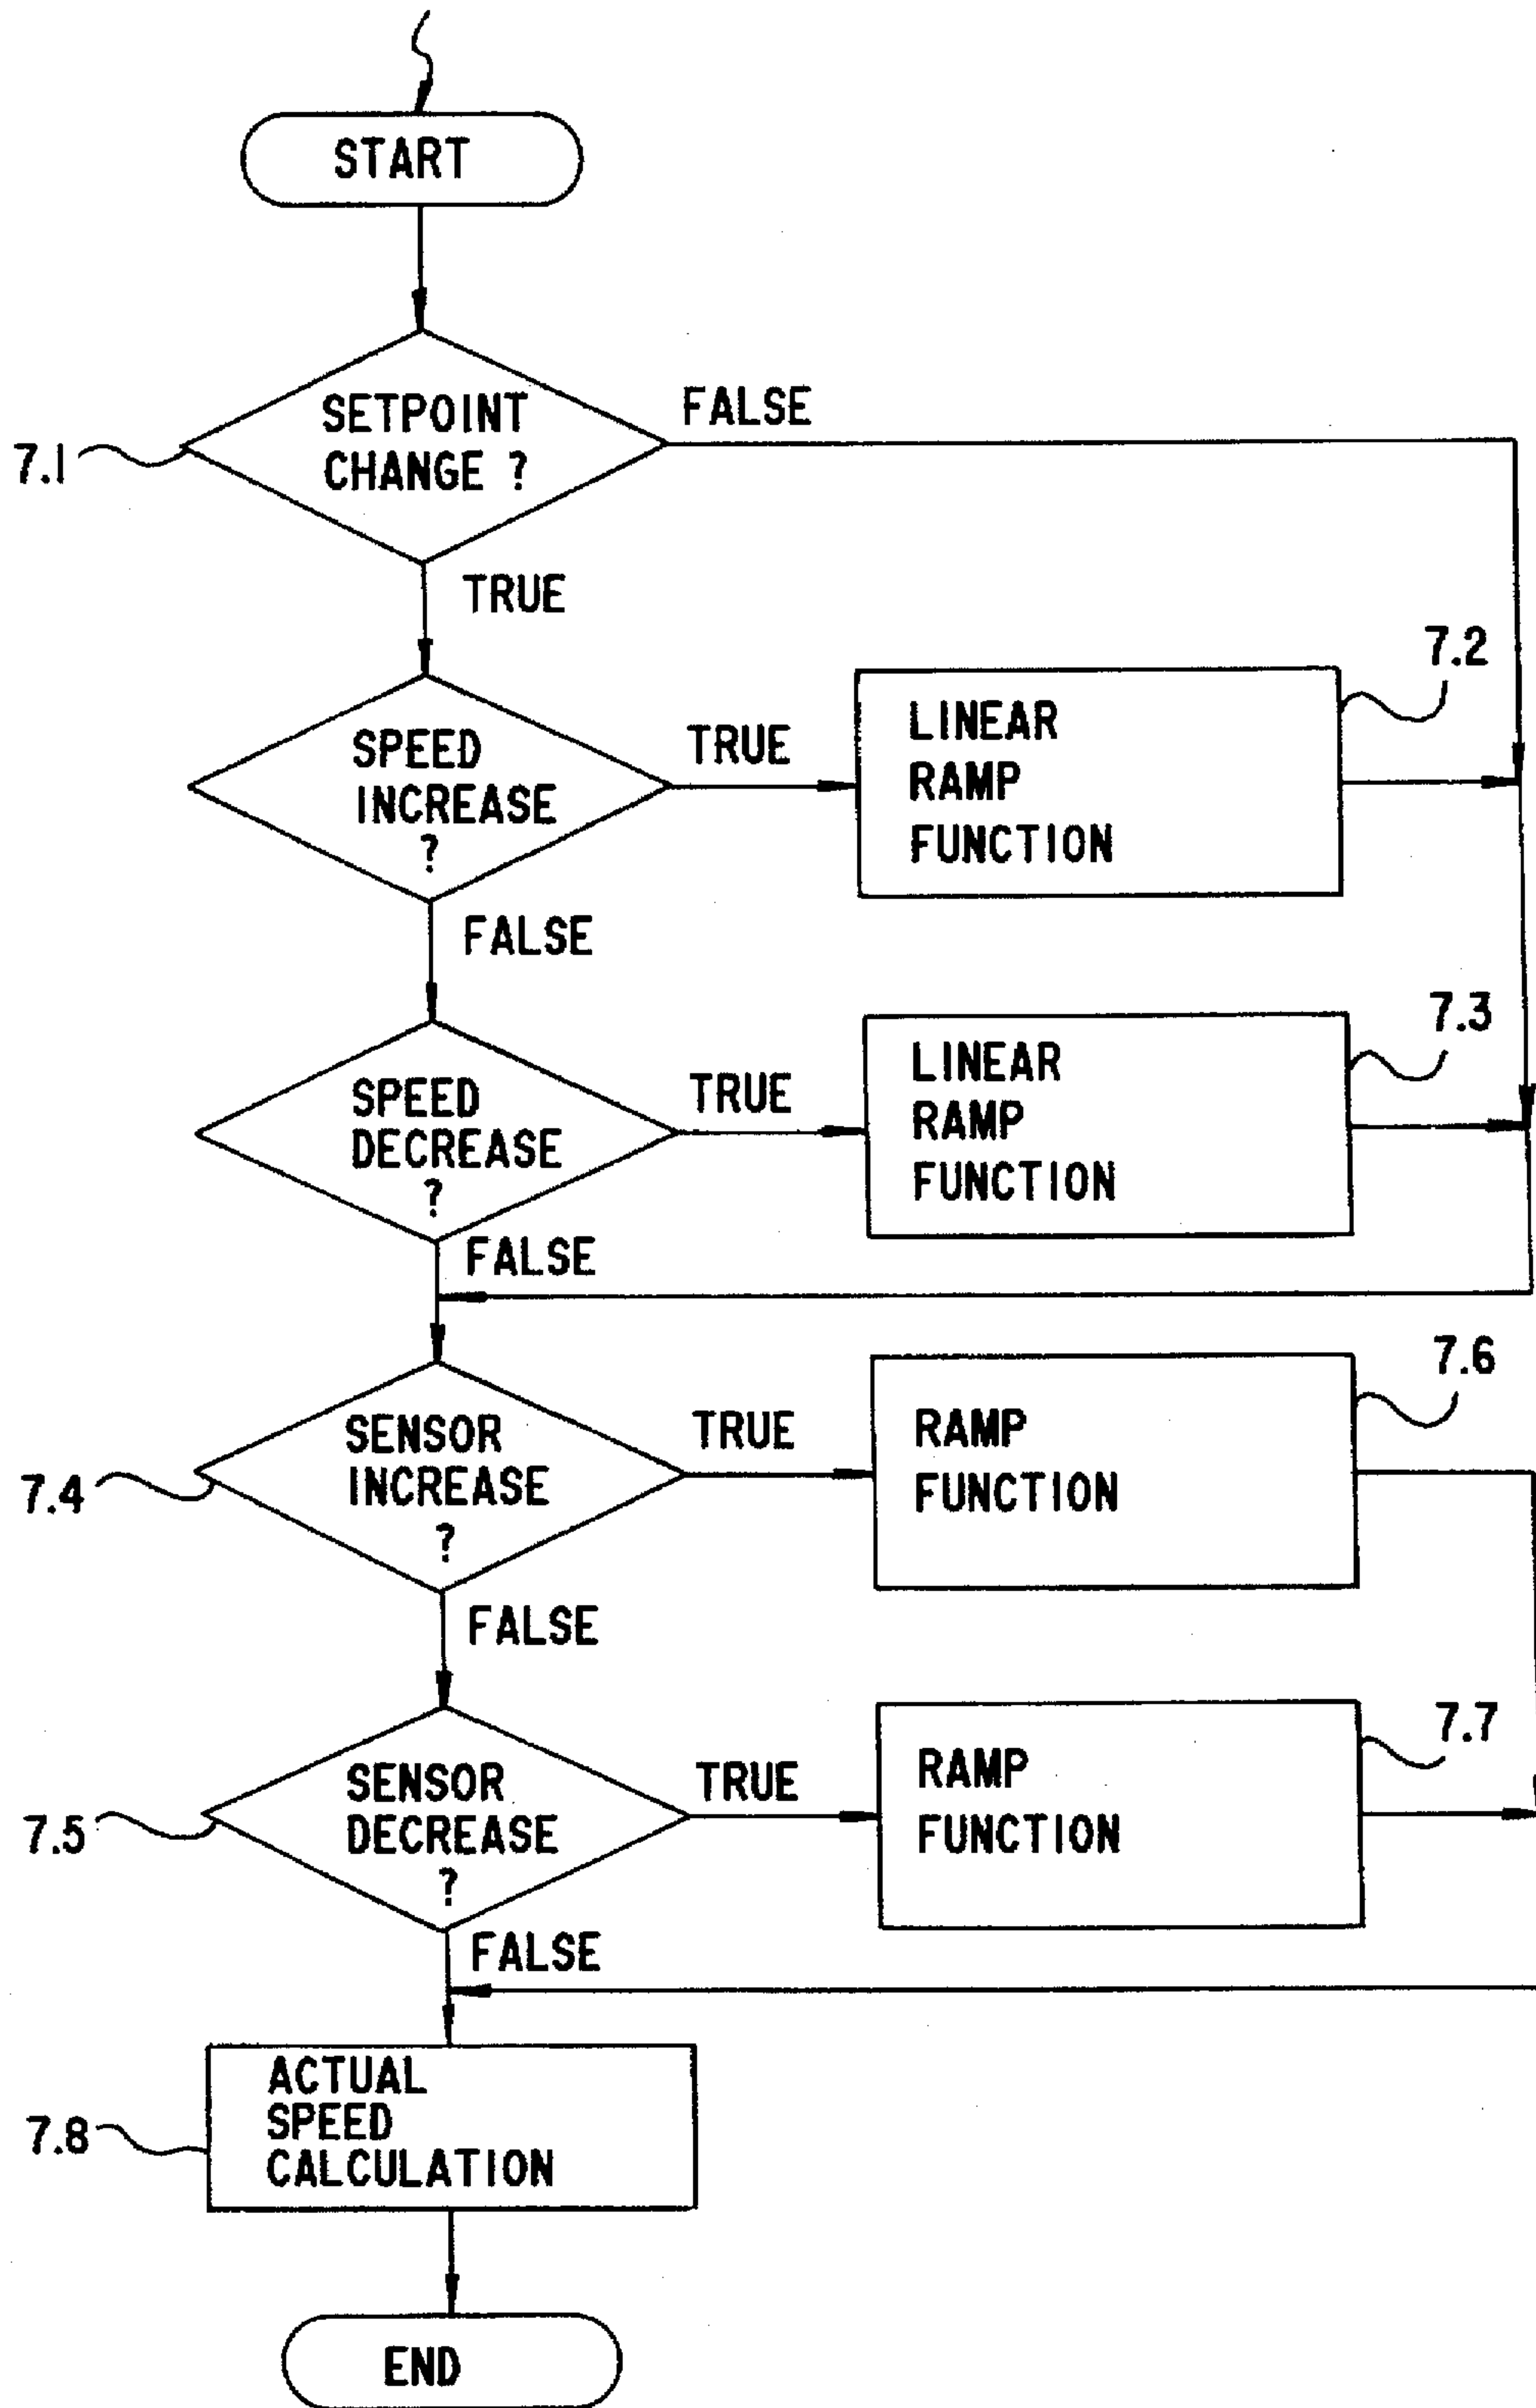 START
SETPOINT
CHANGE ?
FALSE
7.1
TRUE
7.2
SPEED
INCREASE
?
TRUE
LINEAR
RAMP
FUNCTION
FALSE
7.3
SPEED
DECREASE
?
TRUE
LINEAR
RAMP
FUNCTION
FALSE
7.6
SENSOR
INCREASE
?
7.4
TRUE
RAMP
FUNCTION
FALSE
7.7
SENSOR
DECREASE
?
7.5
TRUE
RAMP
FUNCTION
FALSE
ACTUAL
SPEED
CALCULATION
7.8
END